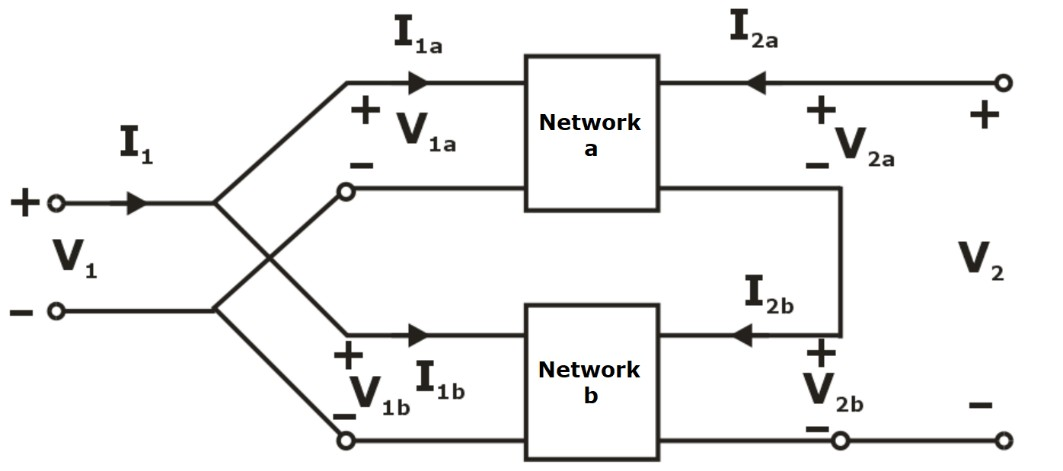 I1a
I2a
+
V1a
−
Network
a
+
V2a
−
+
I1
+
V1
−
V2
I2b
+
V1b
−
I1b
Network
b
+
V2b
−
−